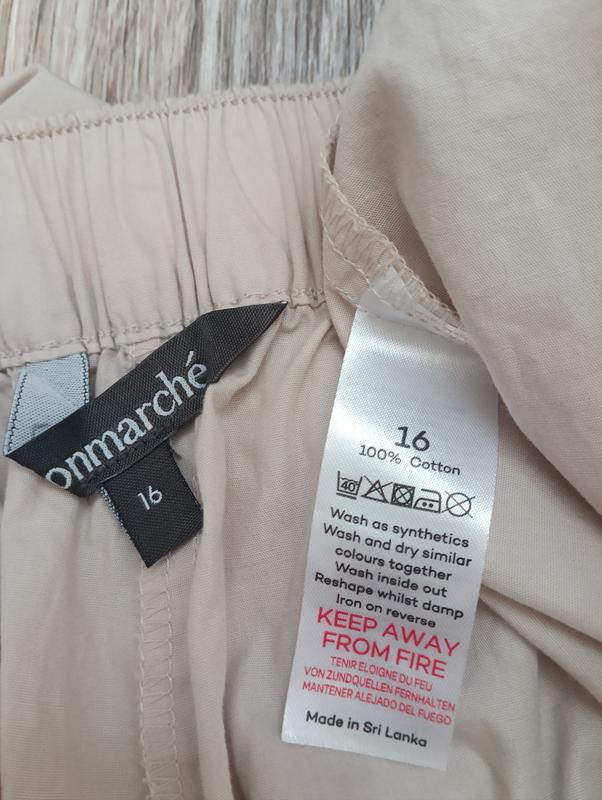 onmarché
16
16
100% Cotton
40°
Wash as synthetics
Wash and dry similar
colours together
Wash inside out
Reshape whilst damp
Iron on reverse
KEEP AWAY
FROM FIRE
TENIR ELOIGNE DU FEU
VON ZUNDQUELLEN FERNHALTEN
MANTENER ALEJADO DEL FUEGO
Made in Sri Lanka